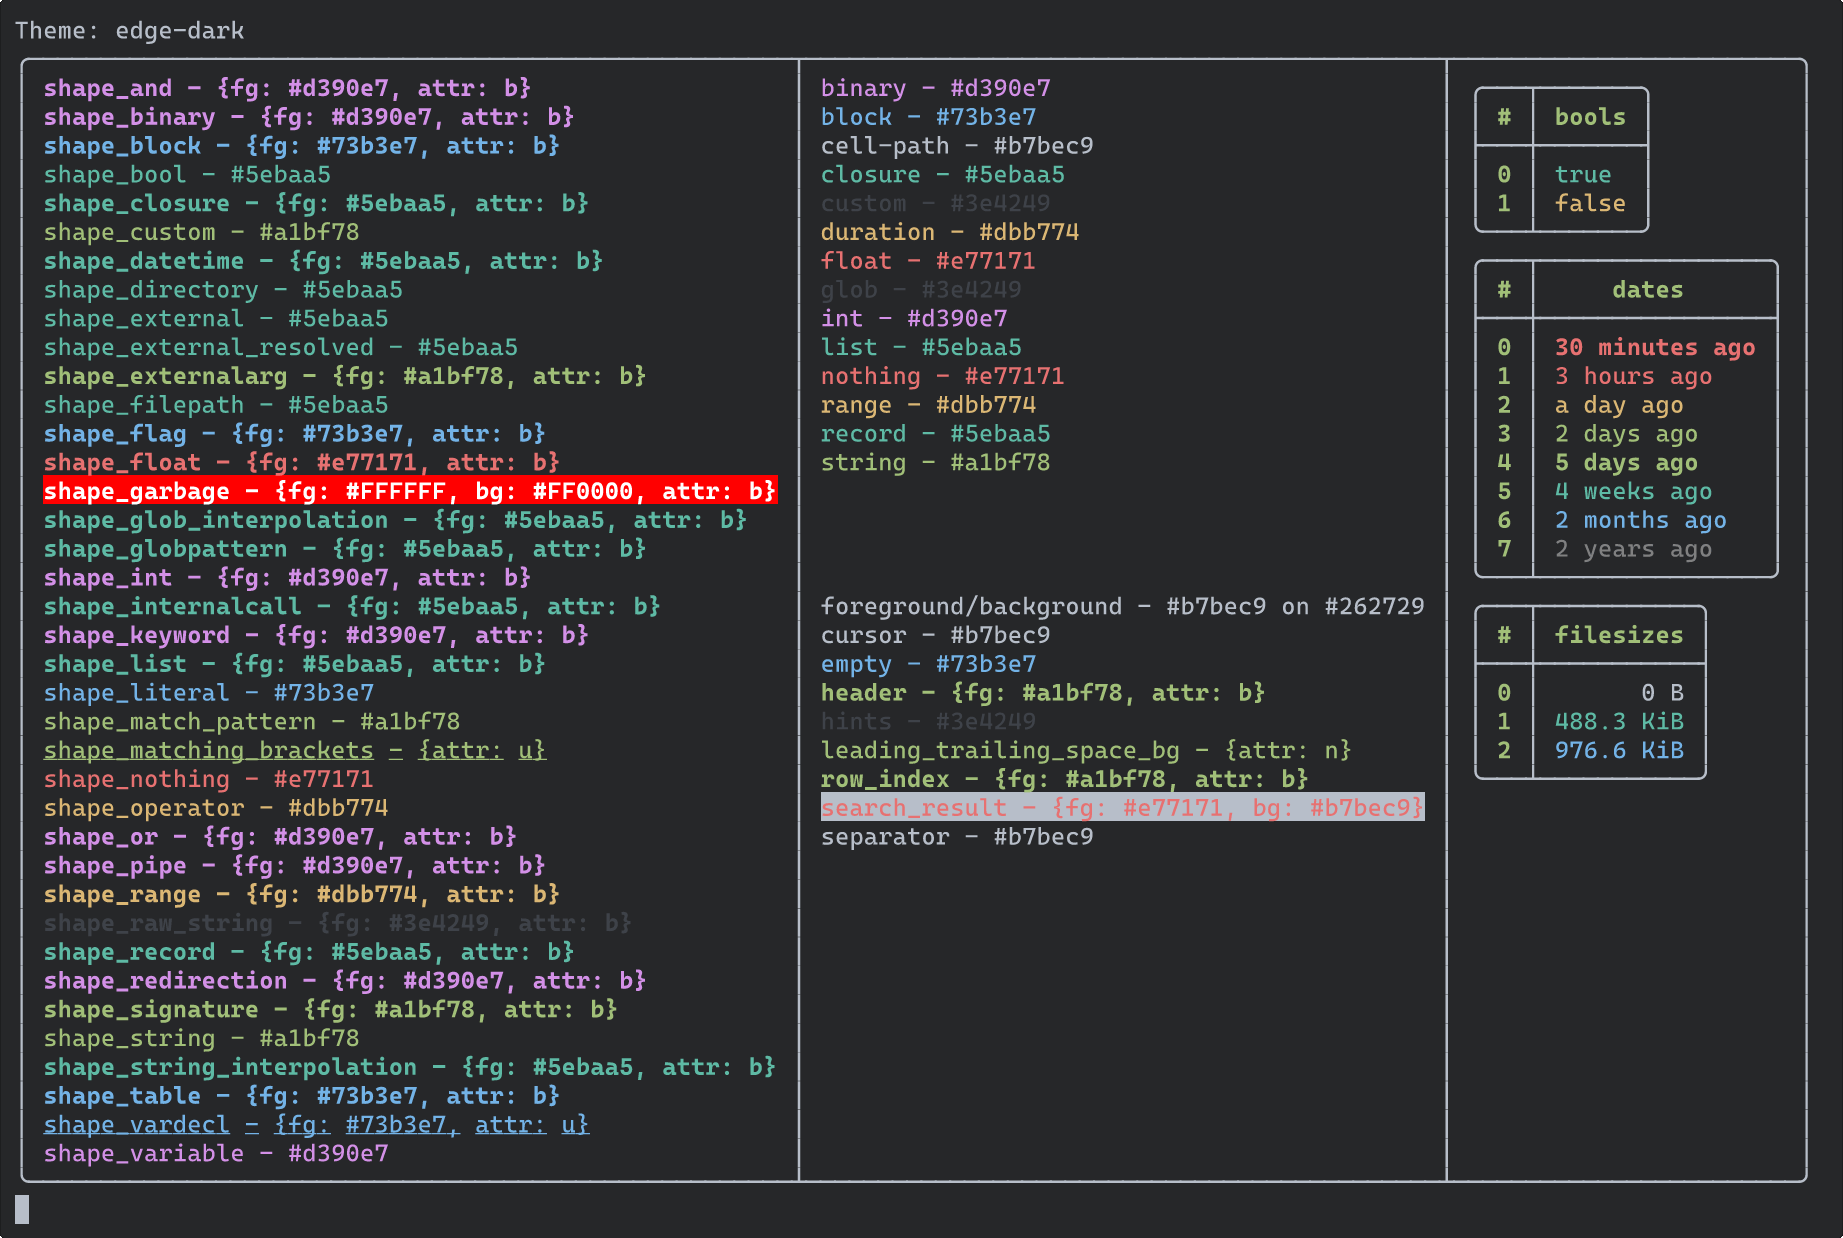 Theme: edge-dark
shape_and - {fg: #d390e7, attr: b}
shape_binary - {fg: #d390e7, attr: b}
shape_block - {fg: #73b3e7, attr: b}
shape_bool - #5ebaa5
shape_closure - {fg: #5ebaa5, attr: b}
shape_custom - #a1bf78
shape_datetime - {fg: #5ebaa5, attr: b}
shape_directory - #5ebaa5
shape_external - #5ebaa5
shape_external_resolved - #5ebaa5
shape_externalarg - {fg: #a1bf78, attr: b}
shape_filepath - #5ebaa5
shape_flag - {fg: #73b3e7, attr: b}
shape_float - {fg: #e77171, attr: b}
shape_garbage - {fg: #FFFFFF, bg: #FF0000, attr: b}
shape_glob_interpolation - {fg: #5ebaa5, attr: b}
shape_globpattern - {fg: #5ebaa5, attr: b}
shape_int - {fg: #d390e7, attr: b}
shape_internalcall - {fg: #5ebaa5, attr: b}
shape_keyword - {fg: #d390e7, attr: b}
shape_list - {fg: #5ebaa5, attr: b}
shape_literal - #73b3e7
shape_match_pattern - #a1bf78
shape_matching_brackets - {attr: u}
shape_nothing - #e77171
shape_operator - #dbb774
shape_or - {fg: #d390e7, attr: b}
shape_pipe - {fg: #d390e7, attr: b}
shape_range - {fg: #dbb774, attr: b}
shape_raw_string - {fg: #3e4249, attr: b}
shape_record - {fg: #5ebaa5, attr: b}
shape_redirection - {fg: #d390e7, attr: b}
shape_signature - {fg: #a1bf78, attr: b}
shape_string - #a1bf78
shape_string_interpolation - {fg: #5ebaa5, attr: b}
shape_table - {fg: #73b3e7, attr: b}
shape_vardecl - {fg: #73b3e7, attr: u}
shape_variable - #d390e7
binary - #d390e7
block - #73b3e7
cell-path - #b7bec9
closure - #5ebaa5
custom - #3e4249
duration - #dbb774
float - #e77171
glob - #3e4249
int - #d390e7
list - #5ebaa5
nothing - #e77171
range - #dbb774
record - #5ebaa5
string - #a1bf78
foreground/background - #b7bec9 on #262729
cursor - #b7bec9
empty - #73b3e7
header - {fg: #a1bf78, attr: b}
hints - #3e4249
leading_trailing_space_bg - {attr: n}
row_index - {fg: #a1bf78, attr: b}
search_result - {fg: #e77171, bg: #b7bec9}
separator - #b7bec9
# bools
0 true
1 false
# dates
0 30 minutes ago
1 3 hours ago
2 a day ago
3 2 days ago
4 5 days ago
5 4 weeks ago
6 2 months ago
7 2 years ago
# filesizes
0 0 B
1 488.3 KiB
2 976.6 KiB